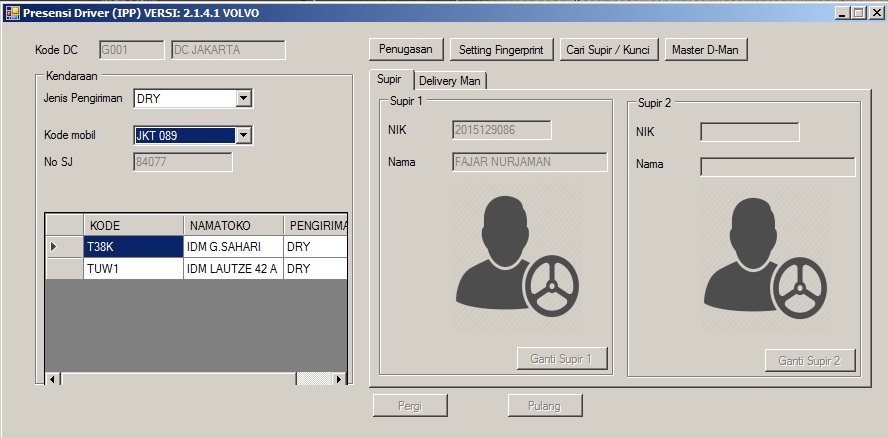 Presensi Driver (IPP) VERSI: 2.1.4.1 VOLVO
Kode DC G001 DC JAKARTA
Penugasan Setting Fingerprint Cari Supir / Kunci Master D-Man
Kendaraan
Jenis Pengiriman DRY
Kode mobil JKT 089
No SJ 84077
KODE NAMATOKO PENGIRIMA
T38K IDM G.SAHARI DRY
TUW1 IDM LAUTZE 42 A DRY
Supir Delivery Man
Supir 1
NIK 2015129086
Nama FAJAR NURJAMAN
Ganti Supir 1
Supir 2
NIK
Nama
Ganti Supir 2
Pergi Pulang